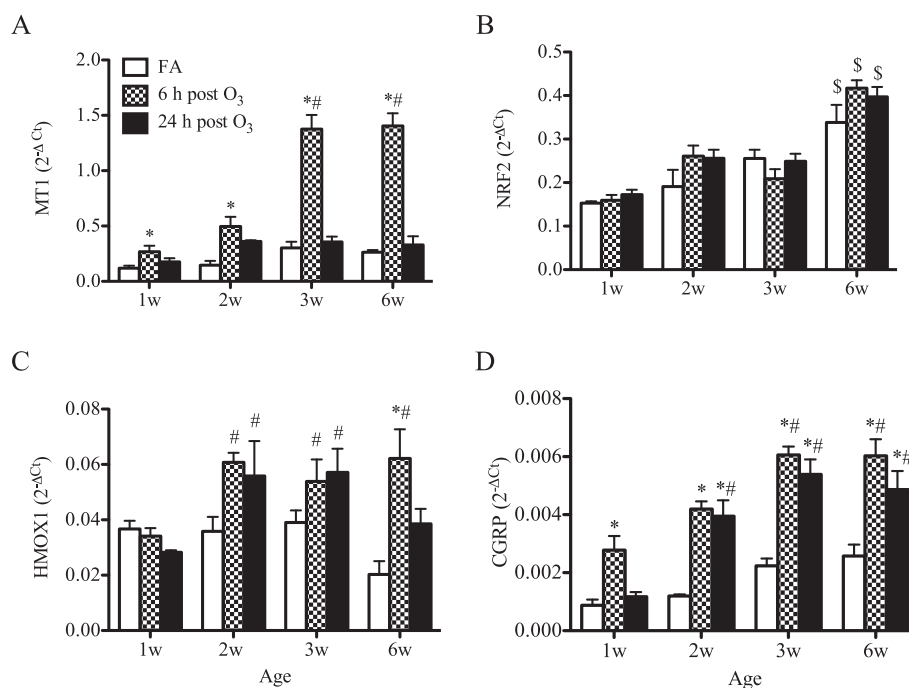 A
MT1 (2-Δ Ct)
2.0
1.5
1.0
0.5
0.0
FA
6 h post O3
24 h post O3
*
*
*#
*#
1w
2w
3w
6w
B
NRF2 (2-ΔCt)
0.5
0.4
0.3
0.2
0.1
0.0
$
$
$
1w
2w
3w
6w
C
HMOX1 (2-ΔCt)
0.08
0.06
0.04
0.02
0.00
#
#
#
#
*#
1w
2w
3w
6w
Age
D
CGRP (2-ΔCt)
0.008
0.006
0.004
0.002
0.000
*
*
*#
*#
*#
*#
*#
1w
2w
3w
6w
Age